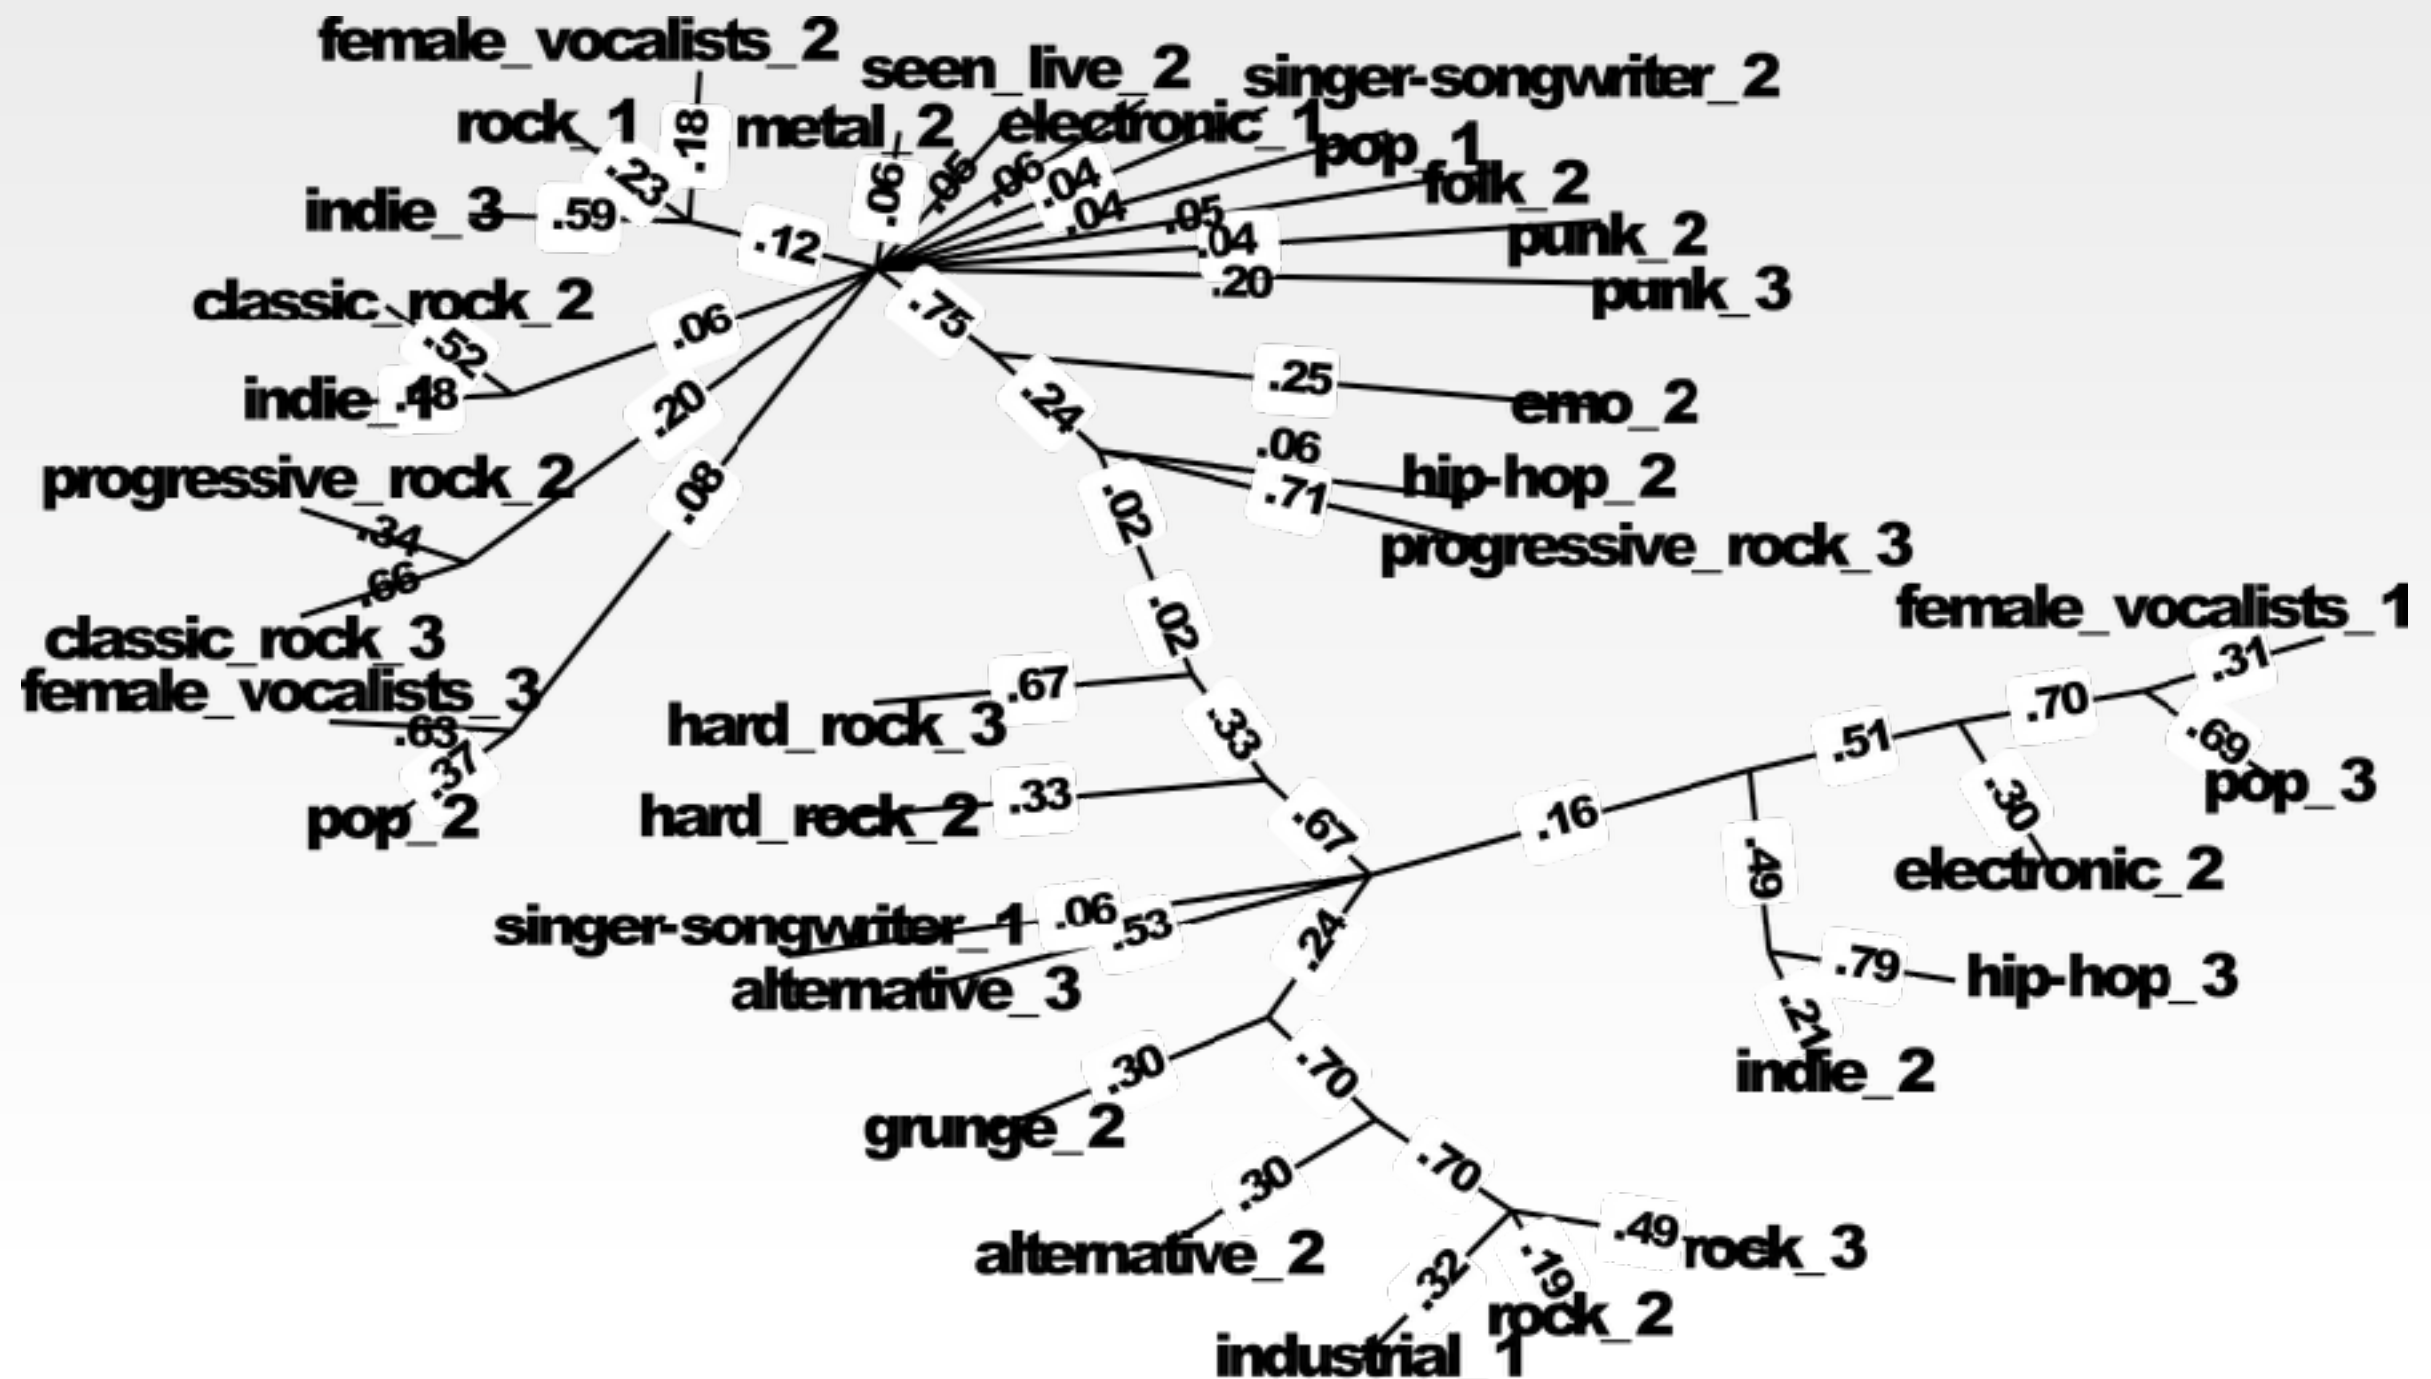 female_vocalists_2
seen_live_2
singer-songwriter_2
rock_1
.18
metal_2
electronic_1
pop_1
.23
.06
.05
.06
.04
folk_2
indie_3
.59
.12
.04
.05
.04
punk_2
.20
punk_3
classic_rock_2
.06
.75
.52
.25
emo_2
indie_1
.48
.20
.24
.06
hip-hop_2
progressive_rock_2
.08
.02
.71
progressive_rock_3
.34
.66
.02
female_vocalists_1
classic_rock_3
.31
female_vocalists_3
.67
.70
.63
hard_rock_3
.33
.51
.69
.37
pop_3
pop_2
.33
hard_rock_2
.67
.16
.30
.49
electronic_2
singer-songwriter_1
.06
.53
.24
.79
hip-hop_3
alternative_3
.21
indie_2
.30
.70
grunge_2
.30
.70
alternative_2
.49
rock_3
.32
.19
rock_2
industrial_1